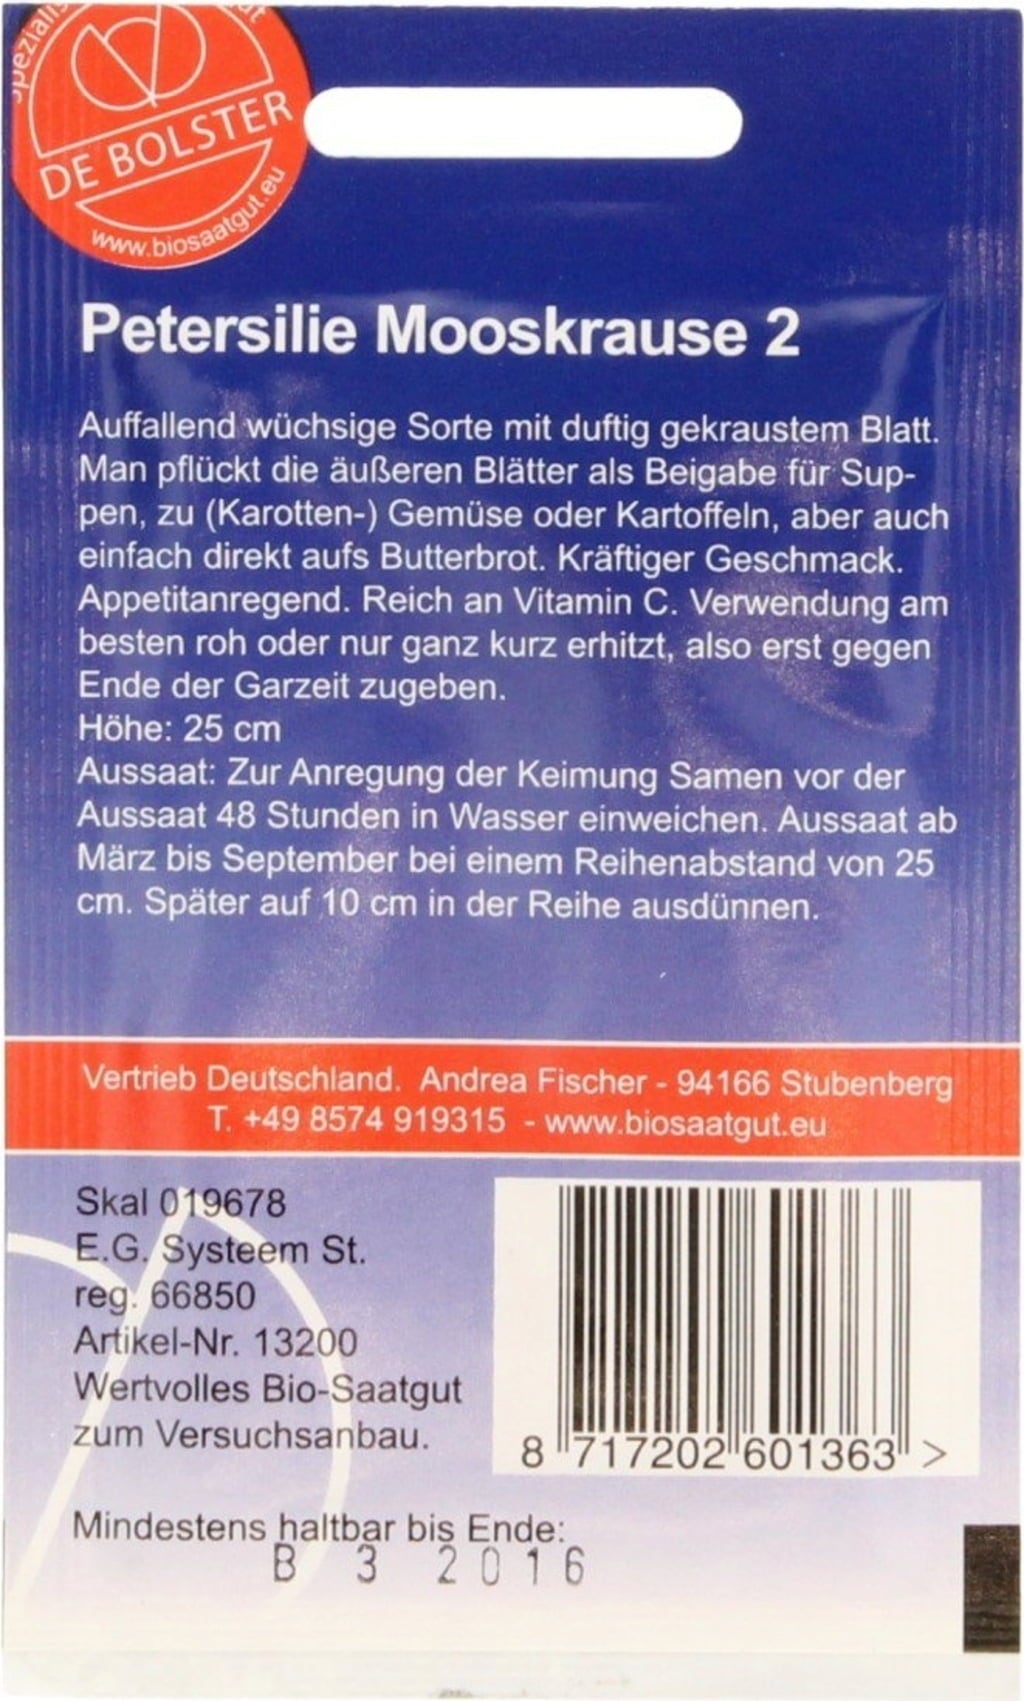 DE BOLSTER
www.biosaatgut.eu
Petersilie Mooskrause 2
Auffallend wüchsige Sorte mit duftig gekraustem Blatt.
Man pflückt die äußeren Blätter als Beigabe für Sup-
pen, zu (Karotten-) Gemüse oder Kartoffeln, aber auch
einfach direkt aufs Butterbrot. Kräftiger Geschmack.
Appetitanregend. Reich an Vitamin C. Verwendung am
besten roh oder nur ganz kurz erhitzt, also erst gegen
Ende der Garzeit zugeben.
Höhe: 25 cm
Aussaat: Zur Anregung der Keimung Samen vor der
Aussaat 48 Stunden in Wasser einweichen. Aussaat ab
März bis September bei einem Reihenabstand von 25
cm. Später auf 10 cm in der Reihe ausdünnen.
Vertrieb Deutschland. Andrea Fischer - 94166 Stubenberg
T. +49 8574 919315 - www.biosaatgut.eu
Skal 019678
E.G. Systeem St.
reg. 66850
Artikel-Nr. 13200
Wertvolles Bio-Saatgut
zum Versuchsanbau.
8 717202 601363 >
Mindestens haltbar bis Ende:
B 3 2016